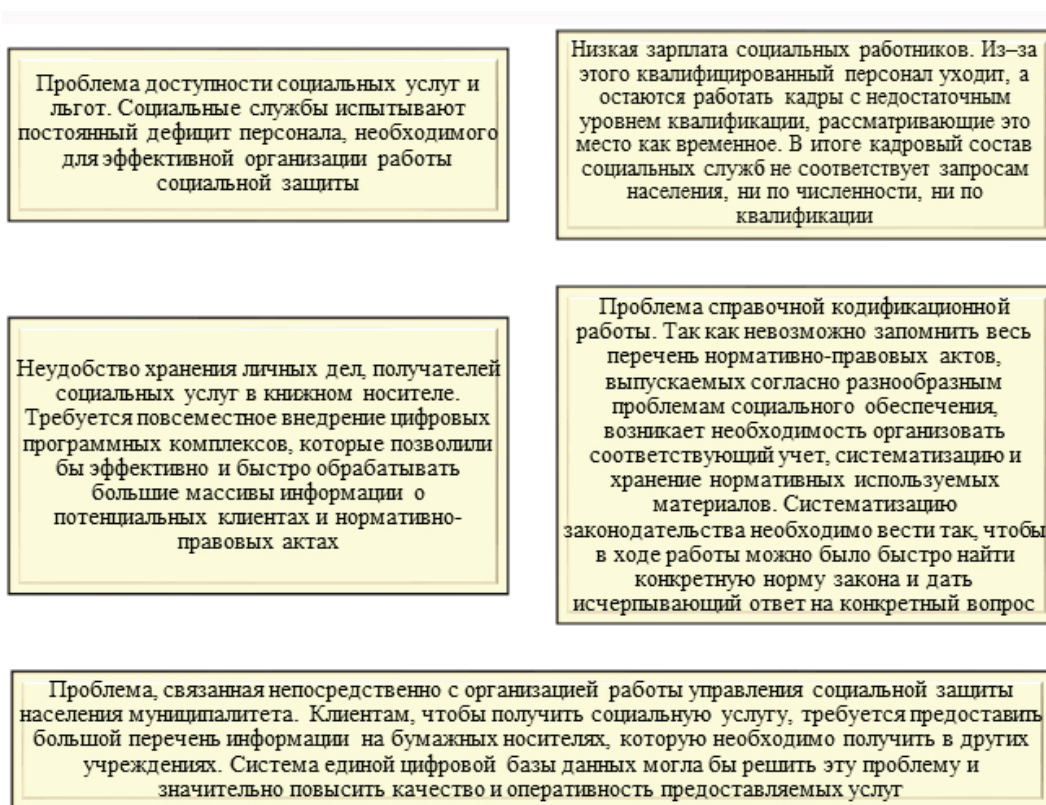 Проблема доступности социальных услуг и
льгот. Социальные службы испытывают
постоянный дефицит персонала, необходимого
для эффективной организации работы
социальной защиты
Низкая зарплата социальных работников. Из–за
этого квалифицированный персонал уходит, а
остаются работать кадры с недостаточным
уровнем квалификации, рассматривающие это
место как временное. В итоге кадровый состав
социальных служб не соответствует запросам
населения, ни по численности, ни по
квалификации
Неудобство хранения личных дел, получателей
социальных услуг в книжном носителе.
Требуется повсеместное внедрение цифровых
программных комплексов, которые позволили
бы эффективно и быстро обрабатывать
большие массивы информации о
потенциальных клиентах и нормативно-
правовых актах
Проблема справочной кодификационной
работы. Так как невозможно запомнить весь
перечень нормативно-правовых актов,
выпускаемых согласно разнообразным
проблемам социального обеспечения,
возникает необходимость организовать
соответствующий учет, систематизацию и
хранение нормативных используемых
материалов. Систематизацию
законодательства необходимо вести так, чтобы
в ходе работы можно было быстро найти
конкретную норму закона и дать
исчерпывающий ответ на конкретный вопрос
Проблема, связанная непосредственно с организацией работы управления социальной защиты
населения муниципалитета. Клиентам, чтобы получить социальную услугу, требуется предоставить
большой перечень информации на бумажных носителях, которую необходимо получить в других
учреждениях. Система единой цифровой базы данных могла бы решить эту проблему и
значительно повысить качество и оперативность предоставляемых услуг